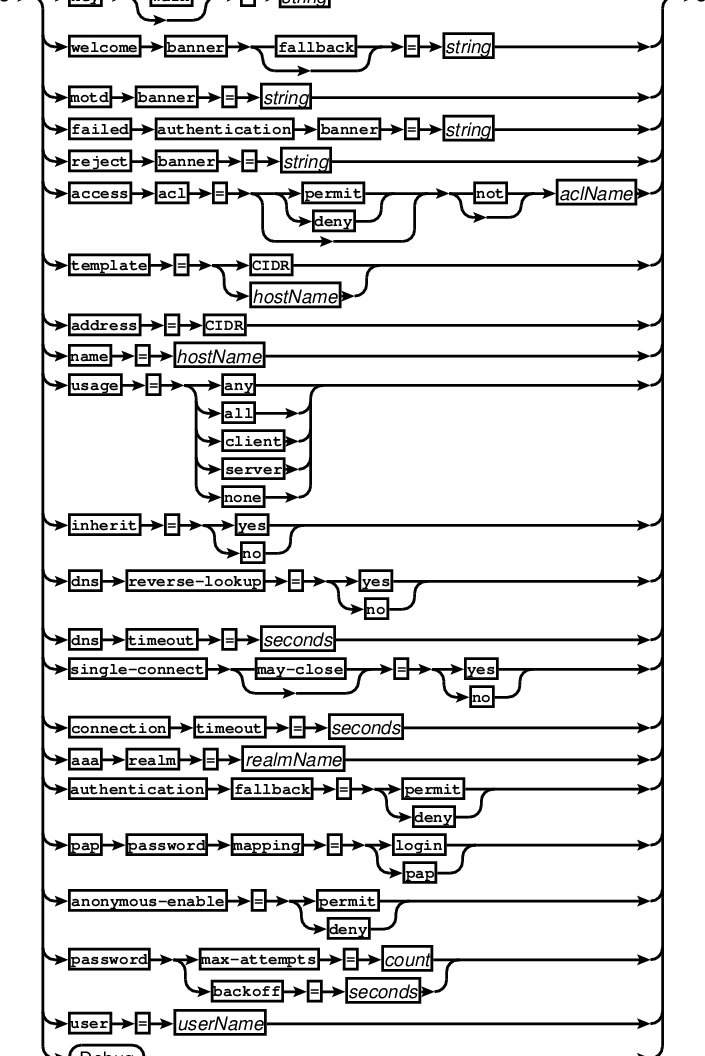 string
welcome banner fallback = string
motd banner = string
failed authentication banner = string
reject banner = string
access acl = permit not aclName
deny
template = CIDR
hostName
address = CIDR
name = hostName
usage = any
all
client
server
none
inherit = yes
no
dns reverse-lookup = yes
no
dns timeout = seconds
single-connect may-close = yes
no
connection timeout = seconds
aaa realm = realmName
authentication fallback = permit
deny
pap password mapping = login
pap
anonymous-enable = permit
deny
password max-attempts = count
backoff = seconds
user = userName
Debug